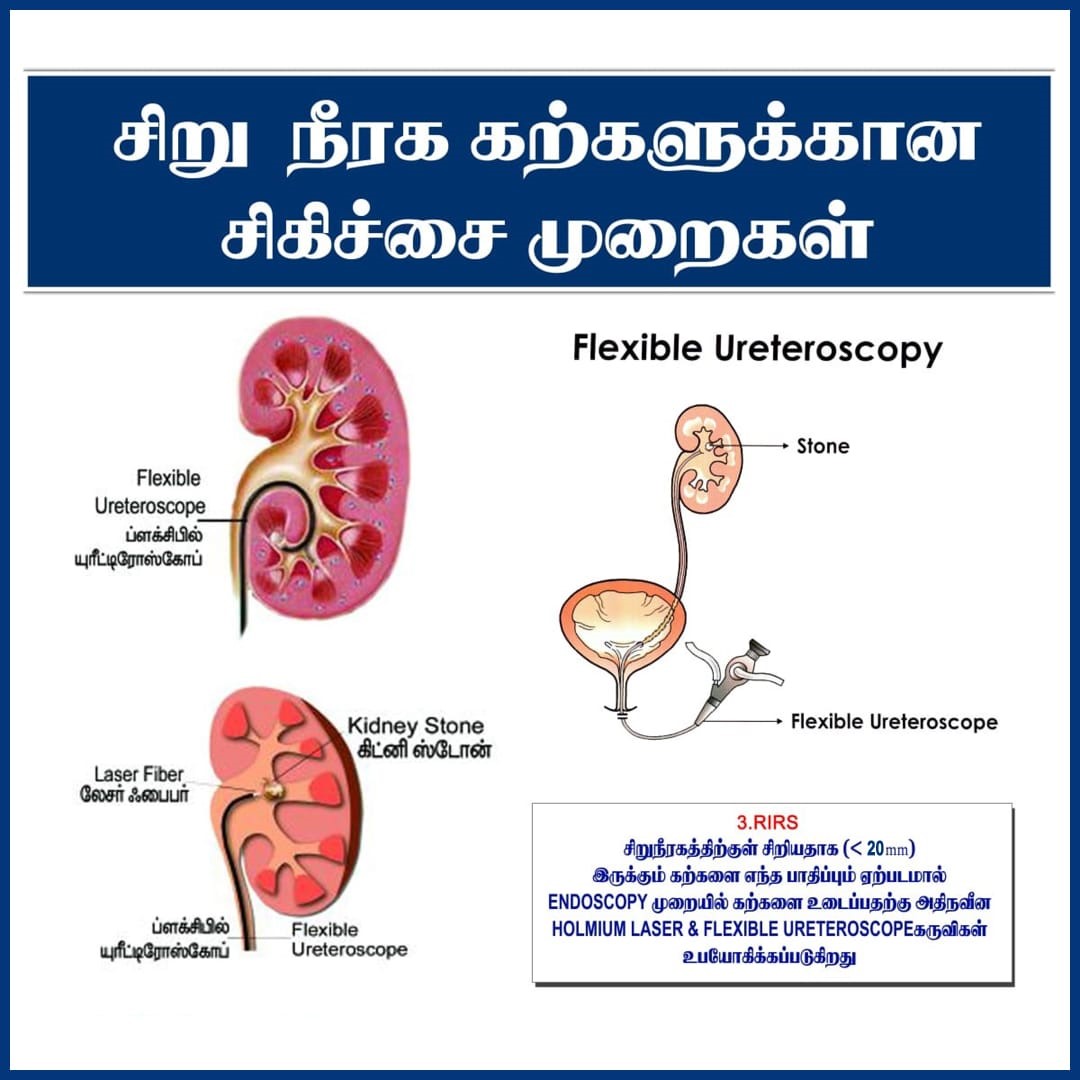 சிறு நீரக கற்களுக்கான
சிகிச்சை முறைகள்
Flexible
Ureteroscope
ப்ளக்சிபில்
யுரீட்டிரோஸ்கோப்
Flexible Ureteroscopy
Stone
Flexible Ureteroscope
Kidney Stone
கிட்னி ஸ்டோன்
Laser Fiber
லேசர் ஃபைபர்
ப்ளக்சிபில்
யுரீட்டிரோஸ்கோப்
Flexible
Ureteroscope
3.RIRS
சிறுநீரகத்திற்குள் சிறியதாக (< 20mm)
இருக்கும் கற்களை எந்த பாதிப்பும் ஏற்படமால்
ENDOSCOPY முறையில் கற்களை உடைப்பதற்கு அதிநவீன
HOLMIUM LASER & FLEXIBLE URETEROSCOPEகருவிகள்
உபயோகிக்கப்படுகிறது